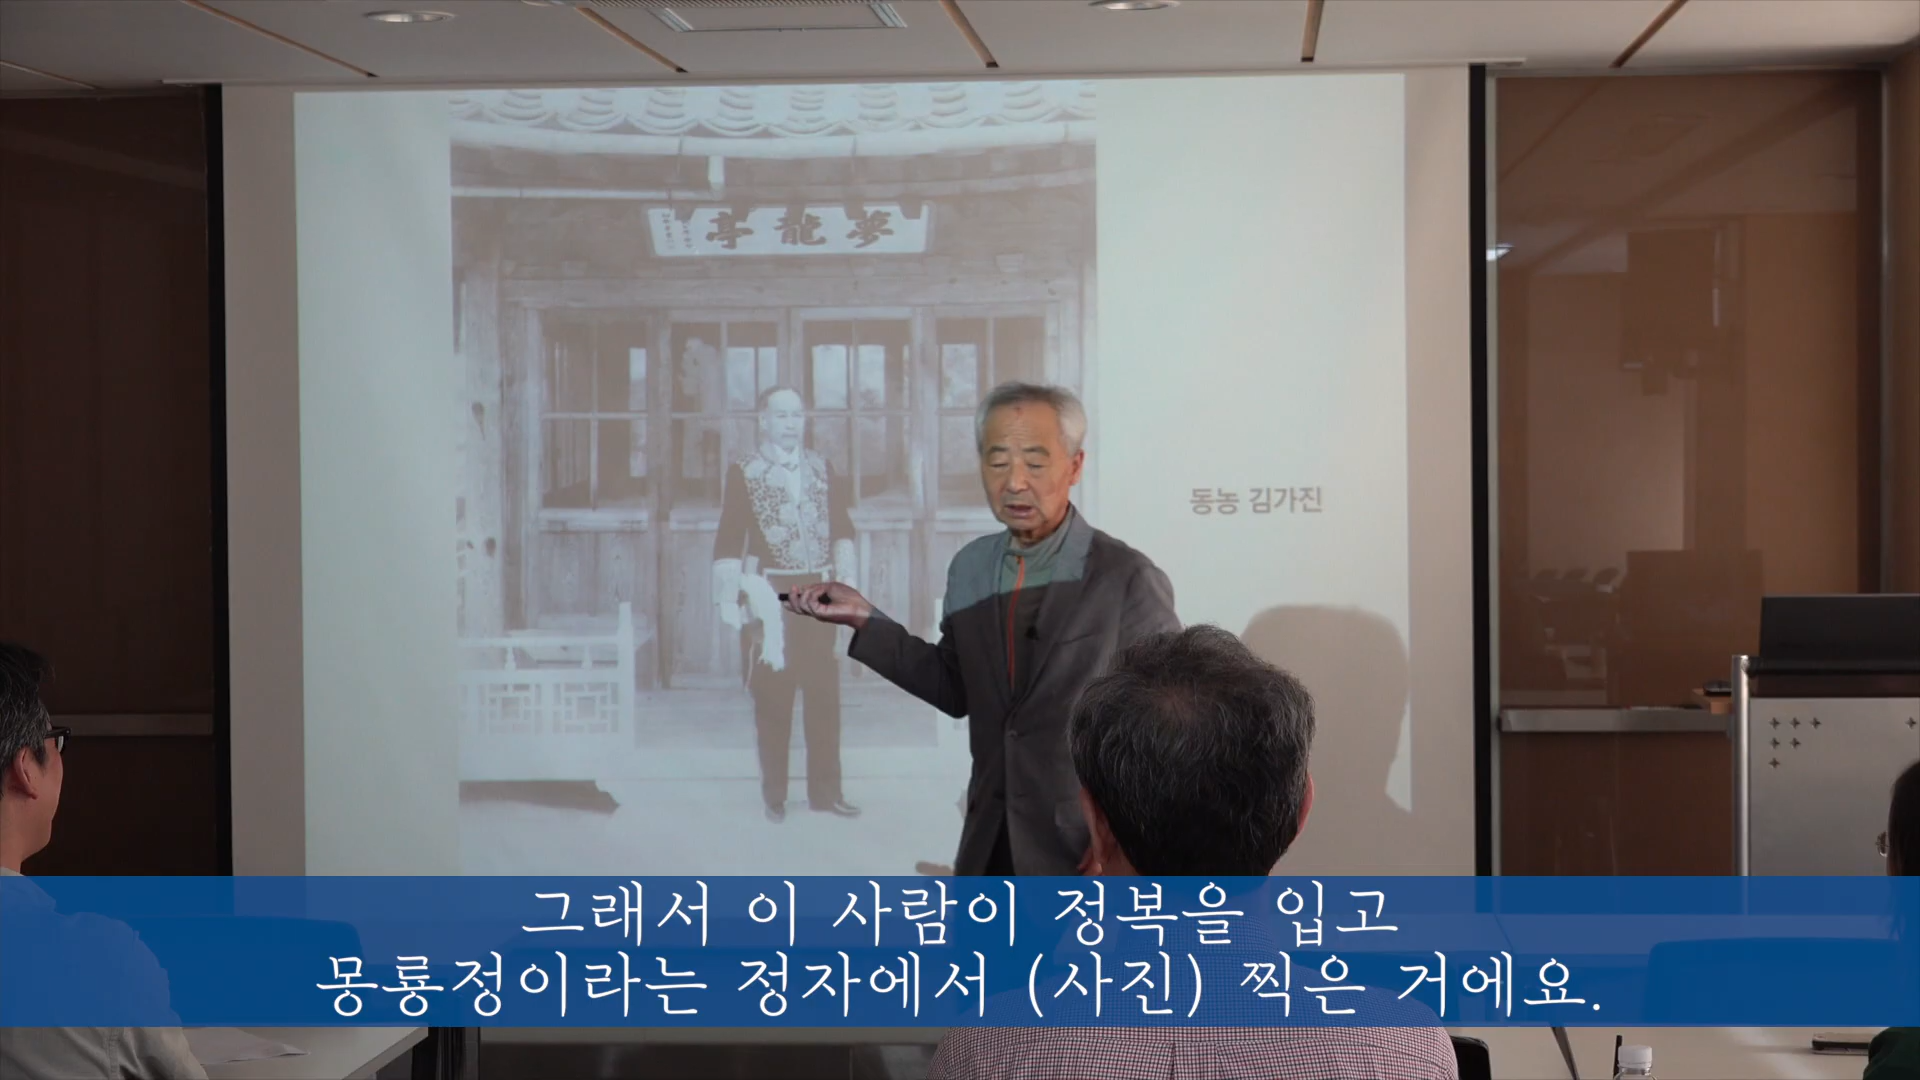 夢龍亭
동농 김가진
그래서 이 사람이 정복을 입고
몽룡정이라는 정자에서 (사진) 찍은 거에요.